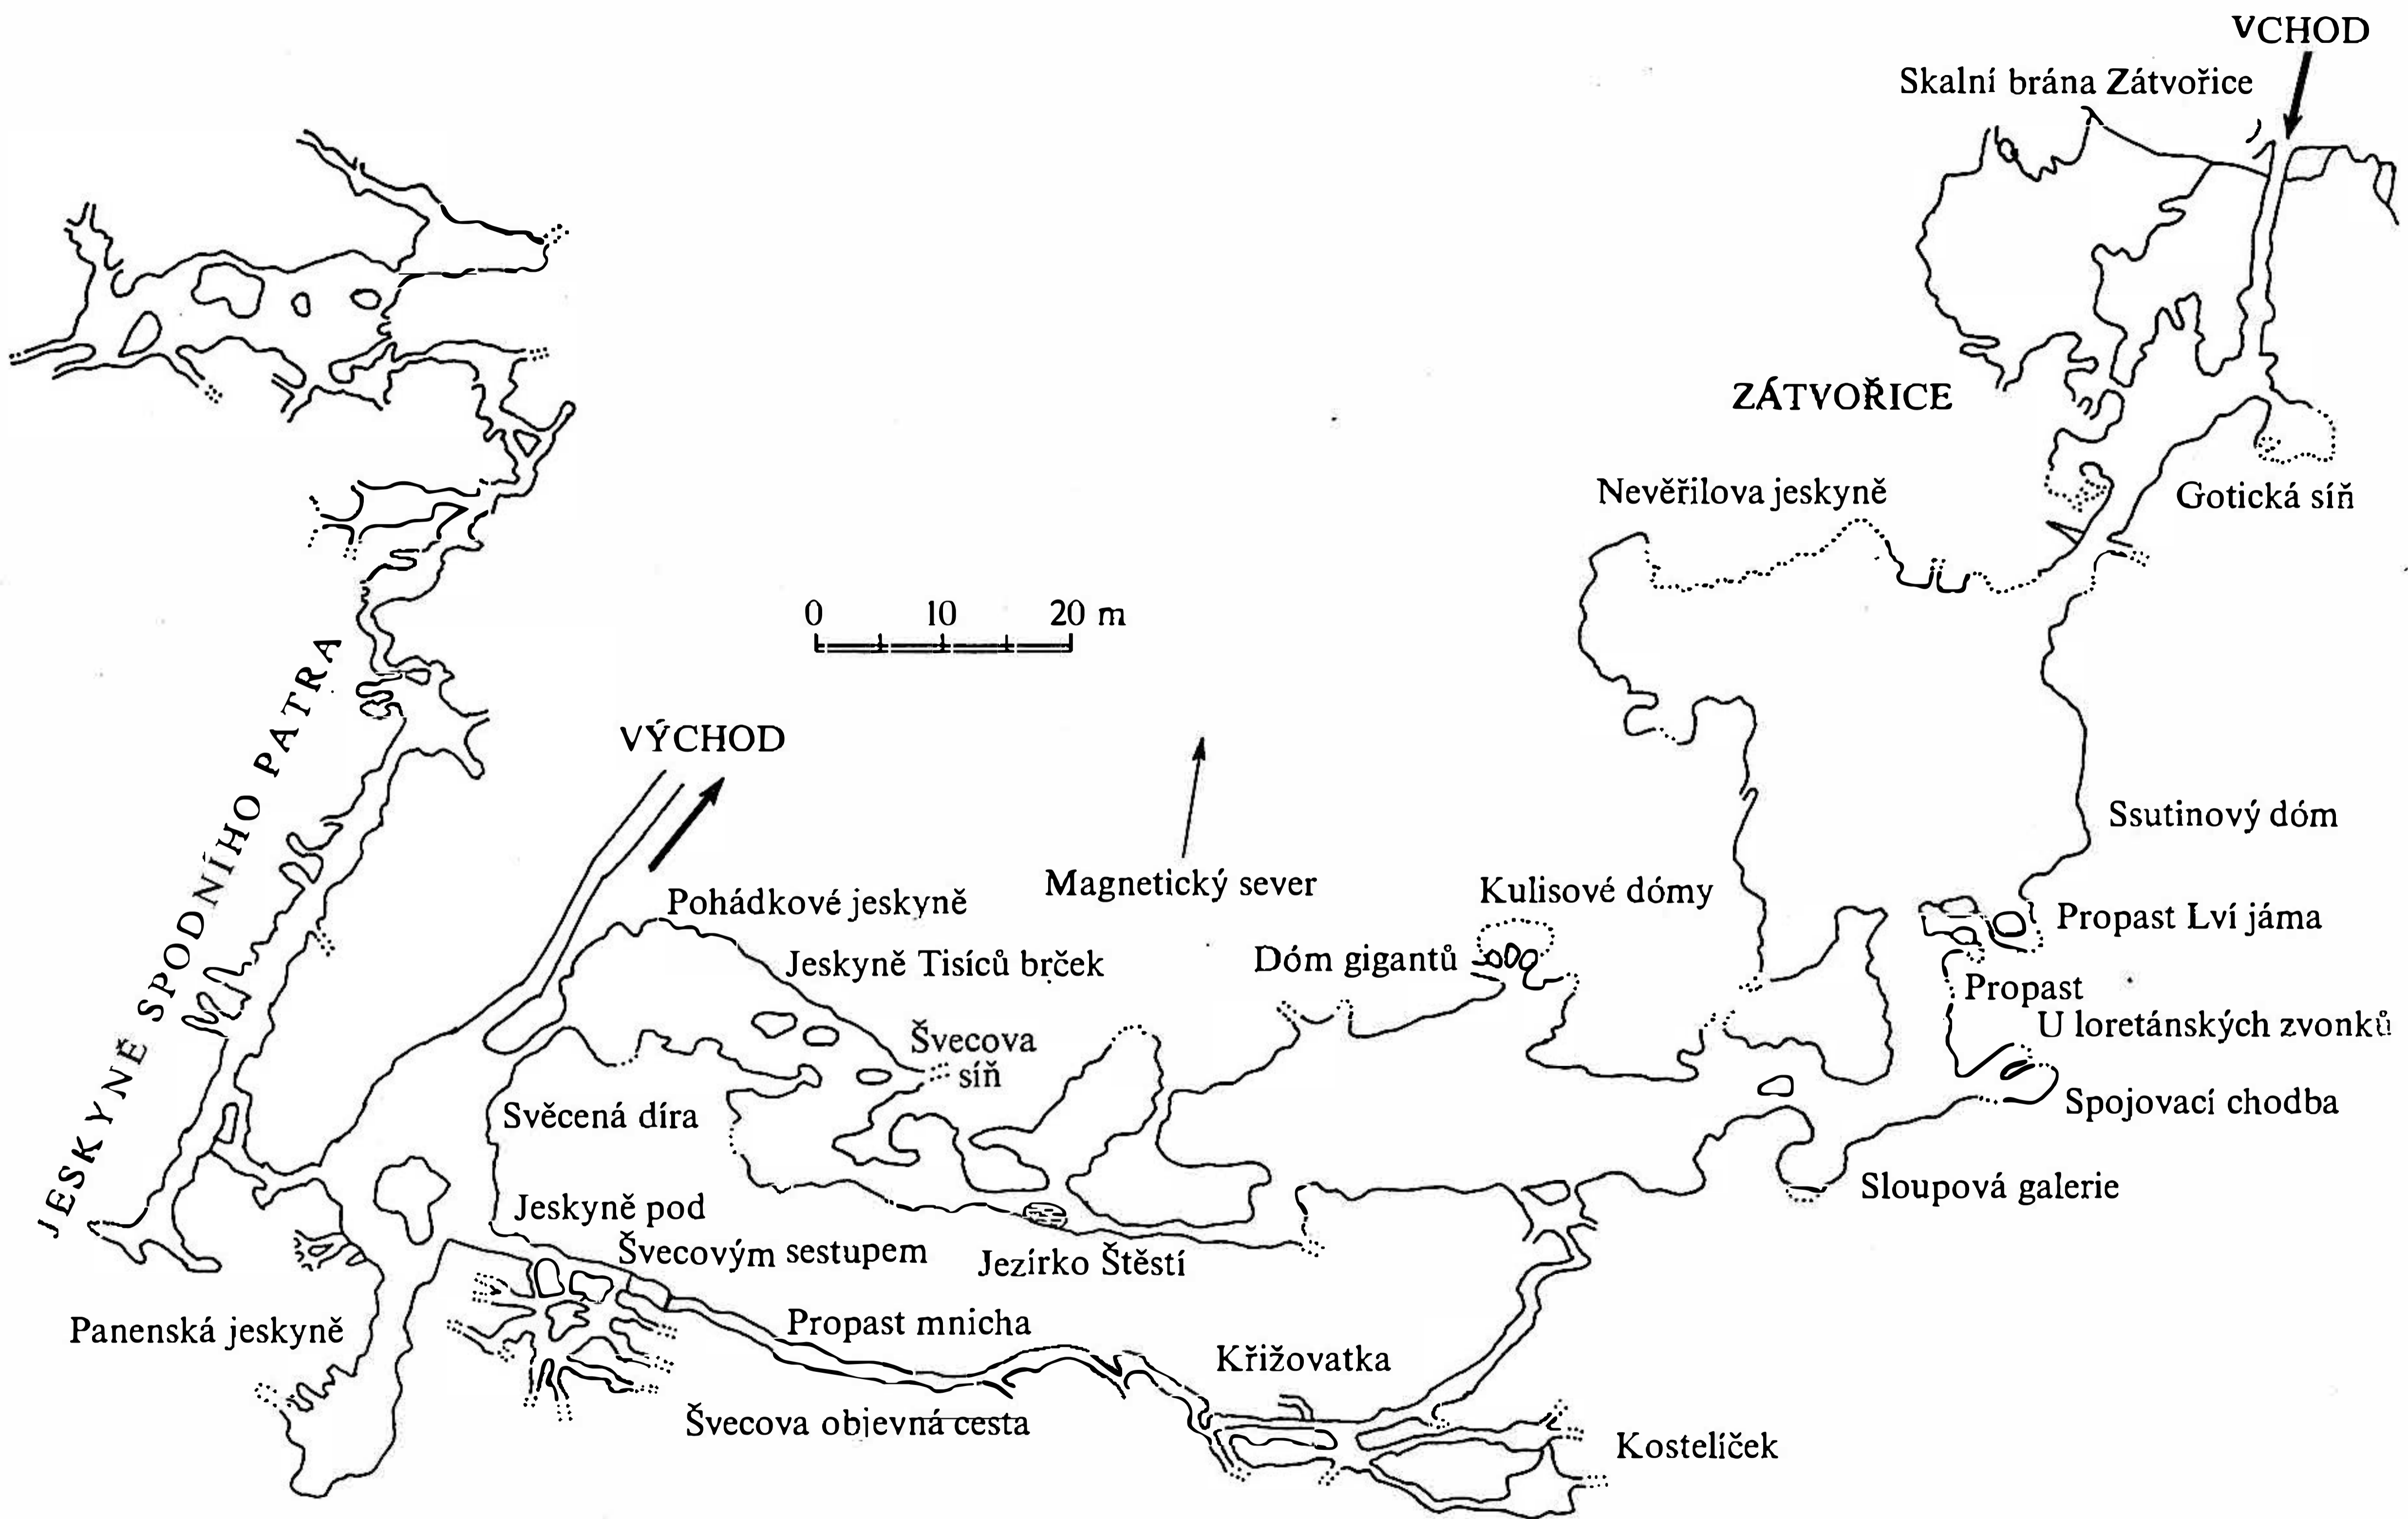 VCHOD
Skalní brána Zátvořice
ZÁTVOŘICE
Nevěřilova jeskyně
Gotická síň
0 10 20 m
JESKYNĚ SPODNÍHO PATRA
VÝCHOD
Ssutinový dóm
Magnetický sever
Kulisové dómy
Pohádkové jeskyně
Propast Lví jáma
Jeskyně Tisíců brček
Dóm gigantů
Propast
U loretánských zvonků
Švecova
síň
Svěcená díra
Spojovací chodba
Sloupová galerie
Jeskyně pod
Švecovým sestupem
Jezírko Štěstí
Panenská jeskyně
Propast mnicha
Křižovatka
Švecova objevná cesta
Kostelíček